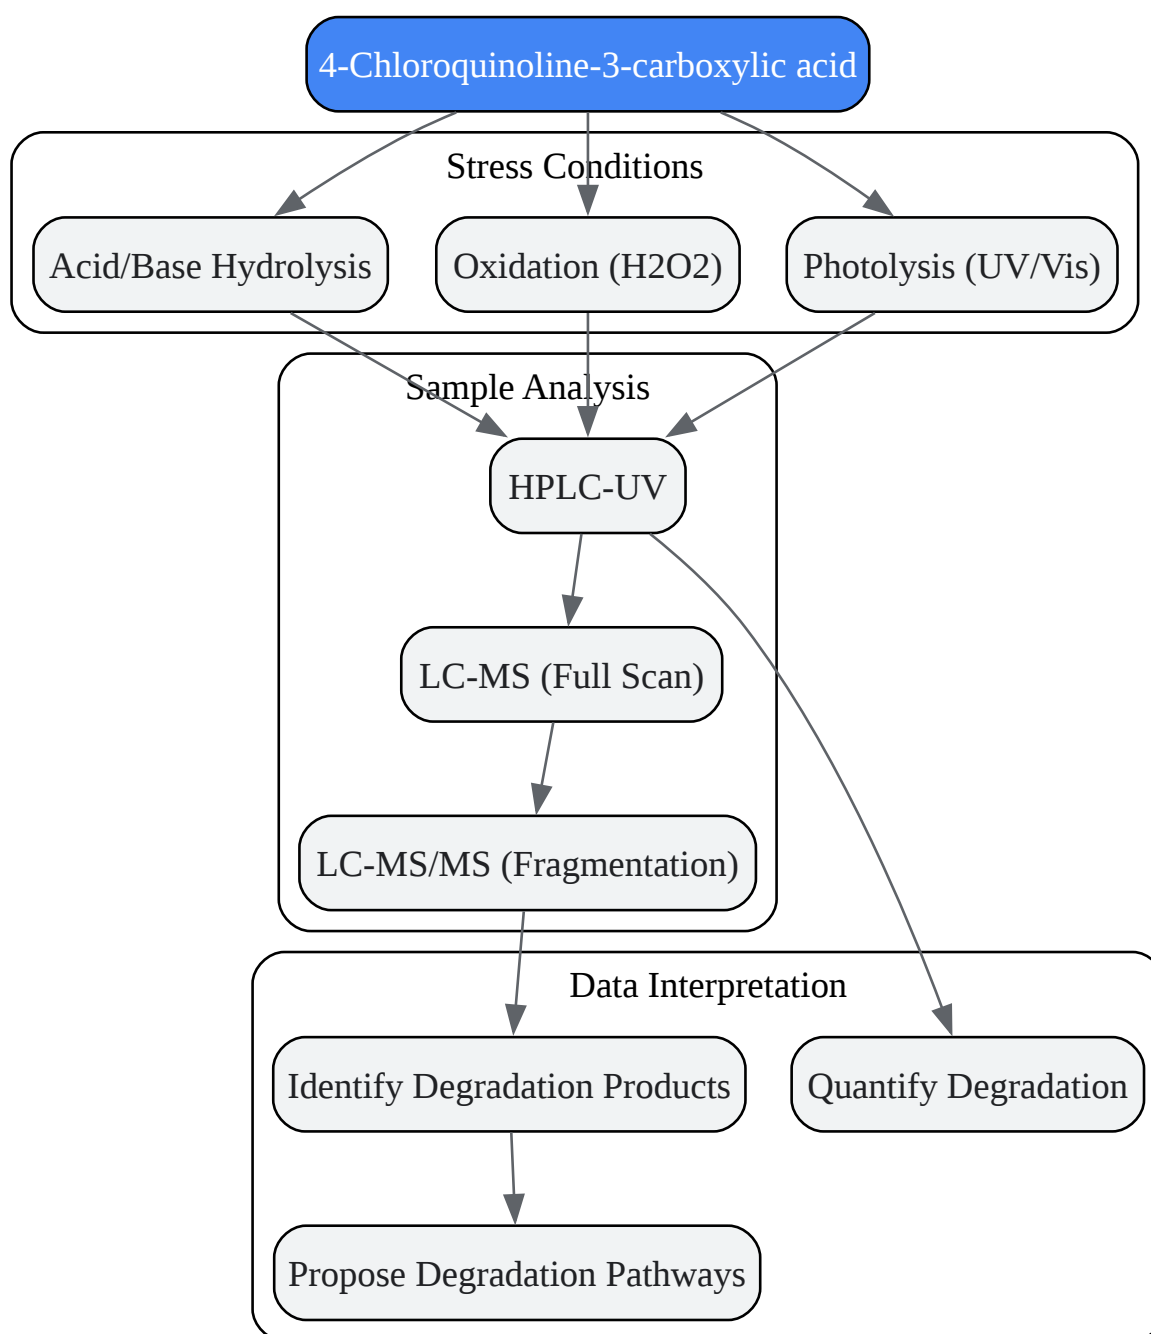 4-Chloroquinoline-3-carboxylic acid
Stress Conditions
Acid/Base Hydrolysis
Oxidation (H2O2)
Photolysis (UV/Vis)
Sample Analysis
HPLC-UV
LC-MS (Full Scan)
LC-MS/MS (Fragmentation)
Data Interpretation
Identify Degradation Products
Quantify Degradation
Propose Degradation Pathways